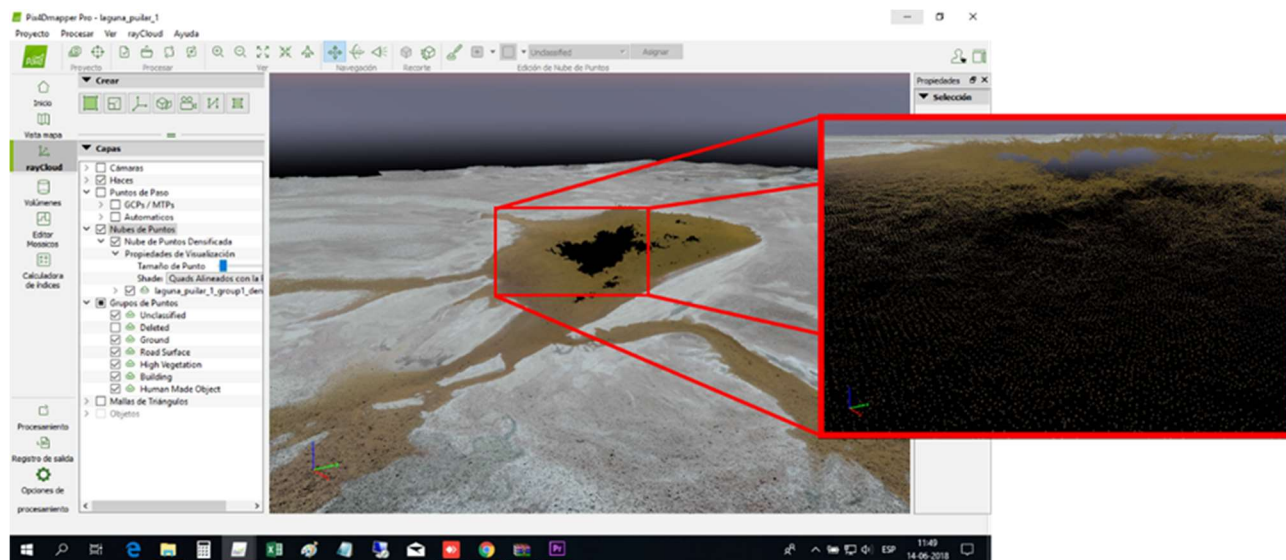 Pix4Dmapper Pro - laguna_puilar_1
Proyecto Procesar Ver rayCloud Ayuda
Unclassified Asignar
Proyecto Procesar Ver Navegación Recorte Edición de Nube de Puntos
Crear
Propiedades
Selección
Inicio
Vista mapa
rayCloud
Volúmenes
Editor
Mosaicos
Calculadora
de índices
Procesamiento
Registro de salida
Opciones de
procesamiento
Capas
Cámaras
Haces
Puntos de Paso
GCPs / MTPs
Automaticos
Nubes de Puntos
Nube de Puntos Densificada
Propiedades de Visualización
Tamaño de Punto
Shader Quads Alineados con la
laguna_puilar_1_group1_den
Grupos de Puntos
Unclassified
Deleted
Ground
Road Surface
High Vegetation
Building
Human Made Object
Mallas de Triángulos
Objetos
ESP
11:49
14-06-2018